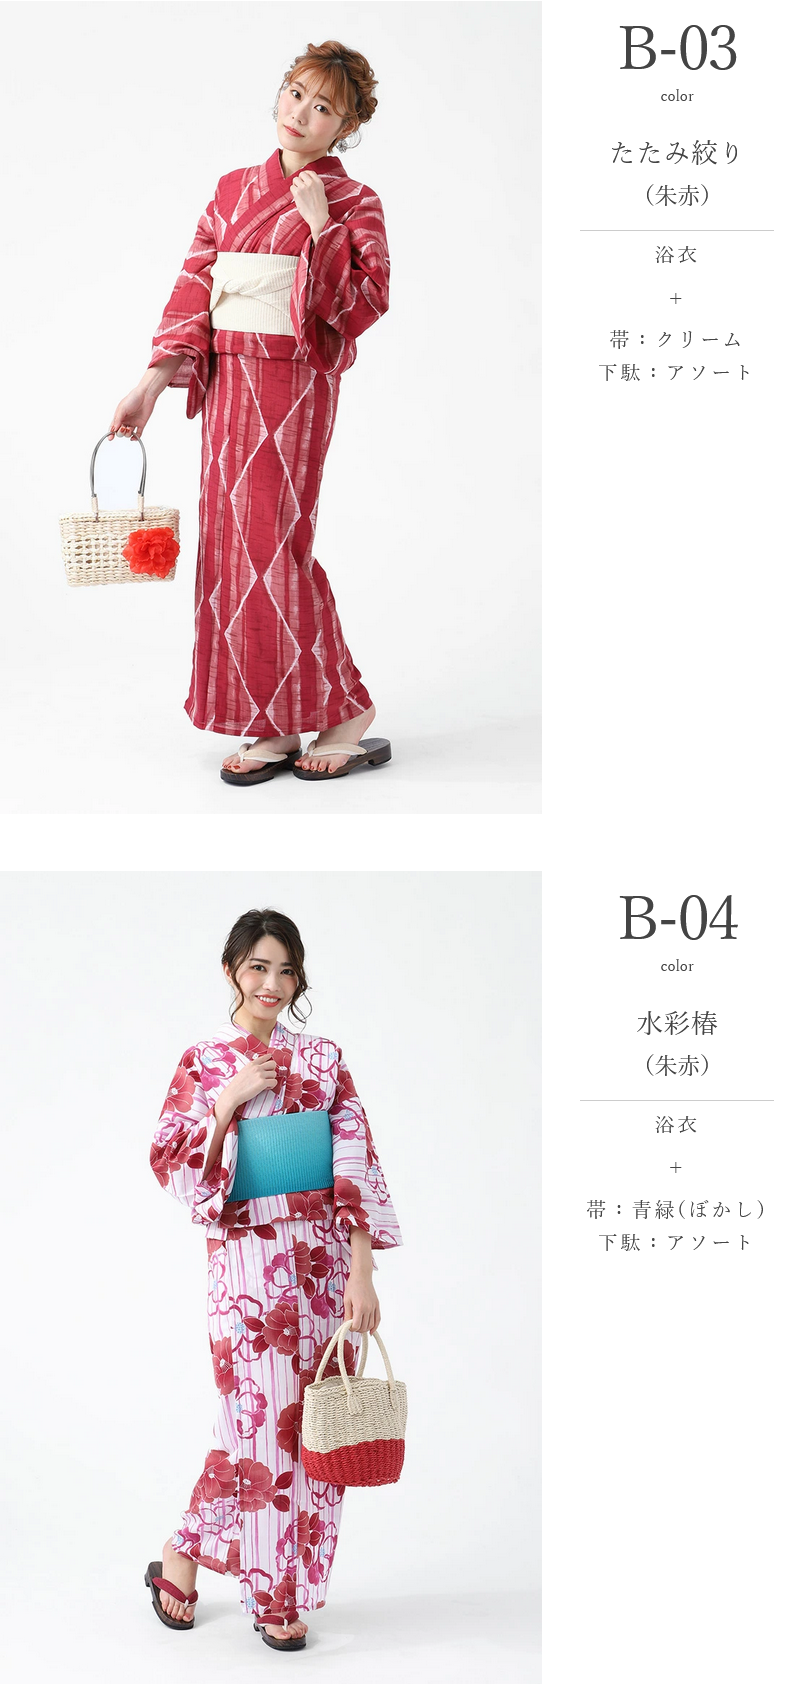 B-03
color
たたみ絞り
（朱赤）
浴衣
+
帯：クリーム
下駄：アソート
B-04
color
水彩椿
（朱赤）
浴衣
+
帯：青緑(ぼかし)
下駄：アソート